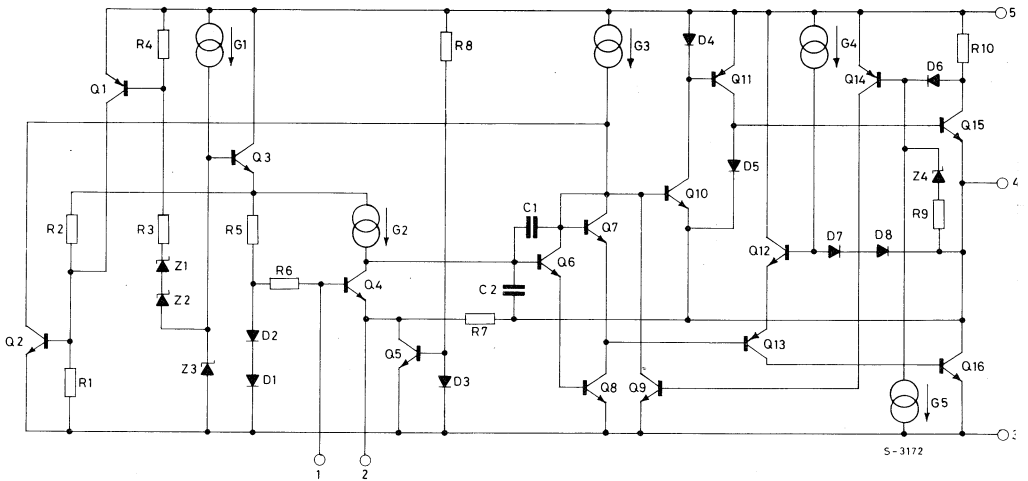 5
R4
G1
R8
G3
D4
G4
R10
Q1
Q11
Q14
D6
Q3
Q15
Z4
4
R2
R3
R5
G2
C1
Q7
Q10
D5
R9
Z1
R6
Q4
Q6
Q12
D7
D8
Z2
C2
Q2
D2
R7
Q5
Q13
Z3
D1
D3
Q8
Q9
Q16
R1
G5
3
S-3172
1
2